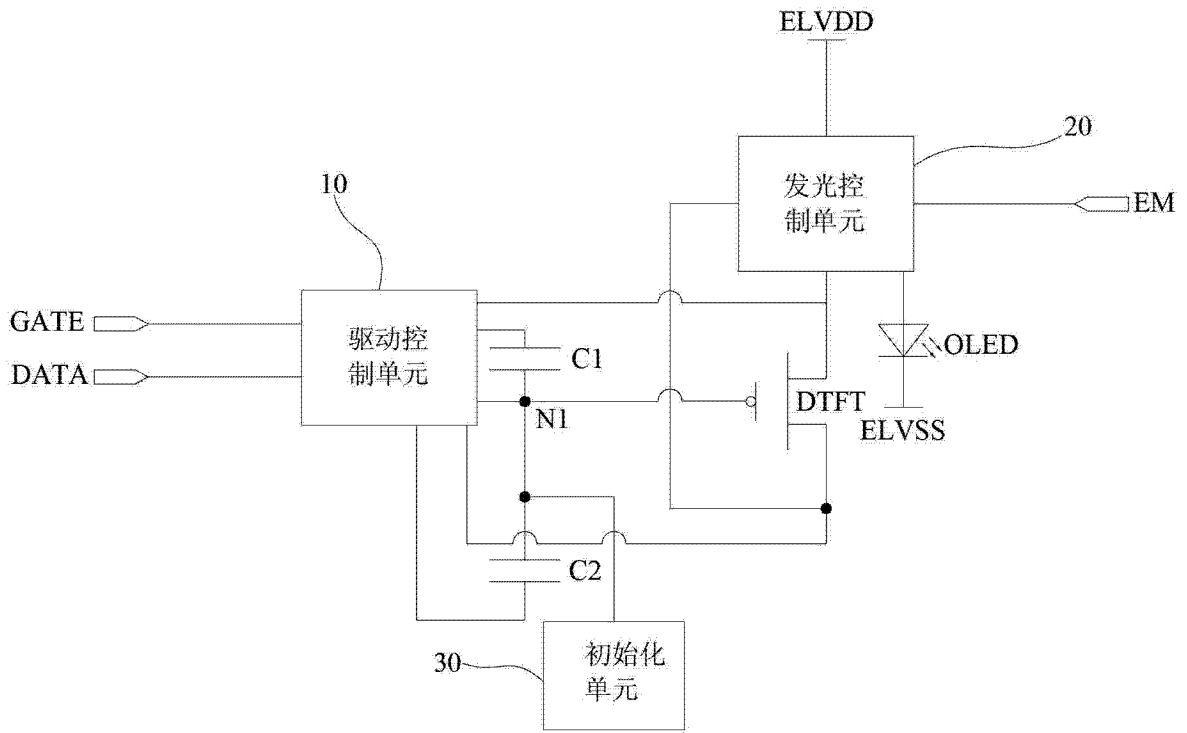 ELVDD
20
发光控
制单元
EM
10
GATE
DATA
驱动控
制单元
C1
N1
OLED
DTFT
ELVSS
C2
30
初始化
单元